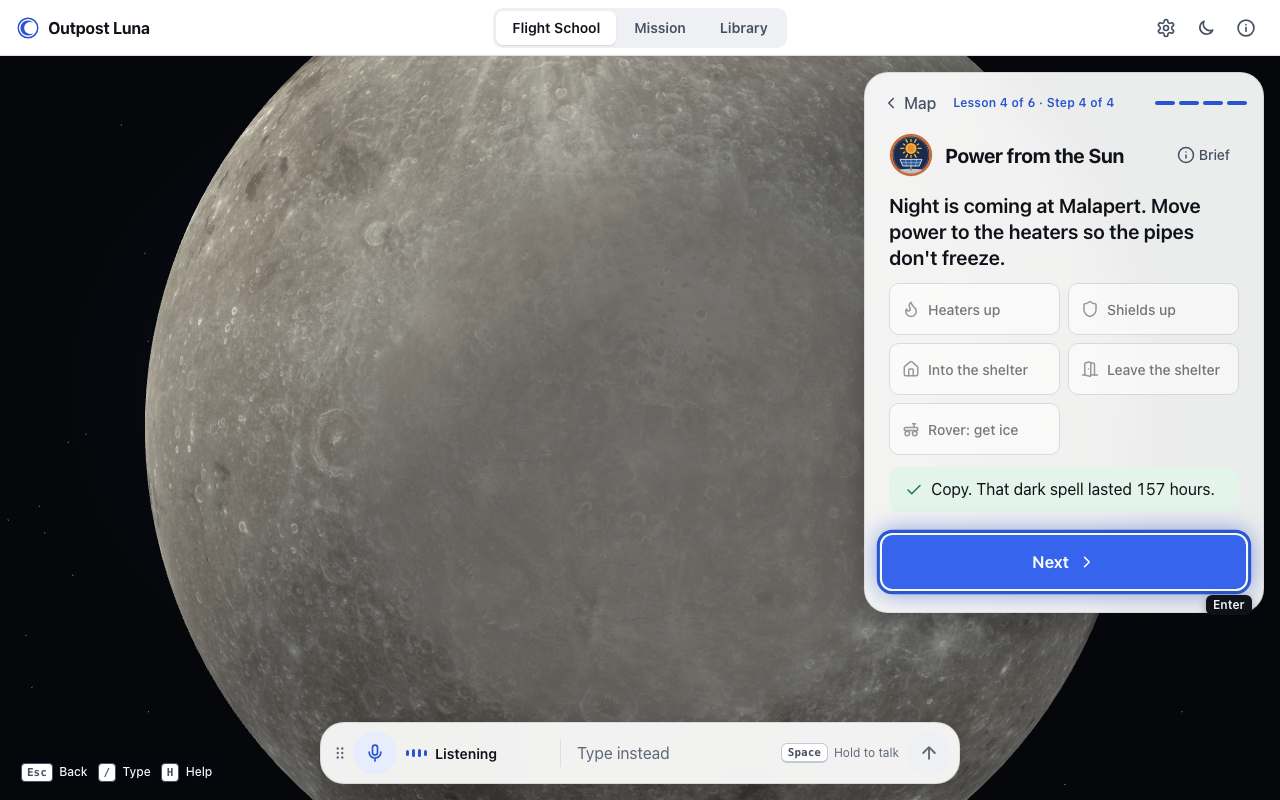 Outpost Luna
Flight School
Mission
Library
Map
Lesson 4 of 6 · Step 4 of 4
Power from the Sun
Brief
Night is coming at Malapert. Move
power to the heaters so the pipes
don't freeze.
Heaters up
Shields up
Into the shelter
Leave the shelter
Rover: get ice
Copy. That dark spell lasted 157 hours.
Next
Enter
Listening
Type instead
Space
Hold to talk
Esc
Back
/
Type
H
Help